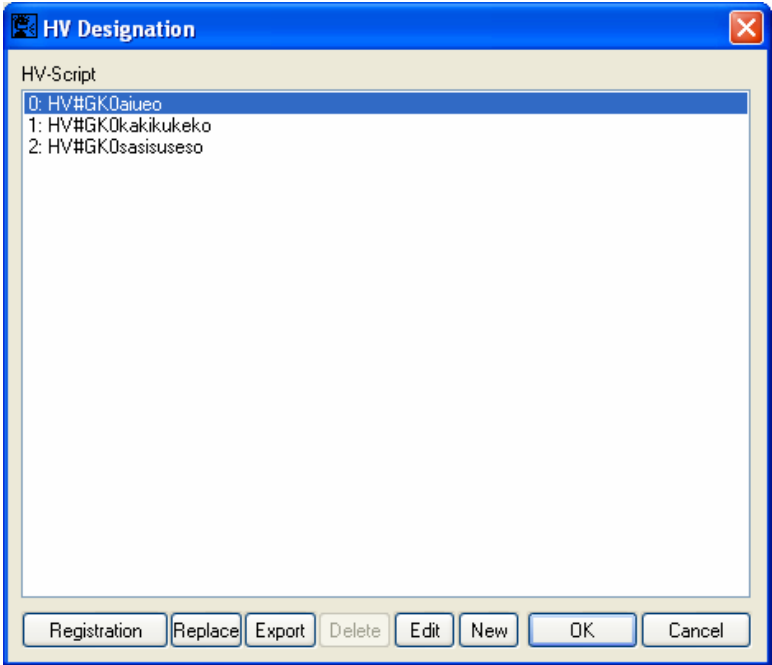 HV Designation
HV-Script
0: HV#GK0aiueo
1: HV#GK0kakikukeko
2: HV#GK0sasisuseso
Registration Replace Export Delete Edit New OK Cancel